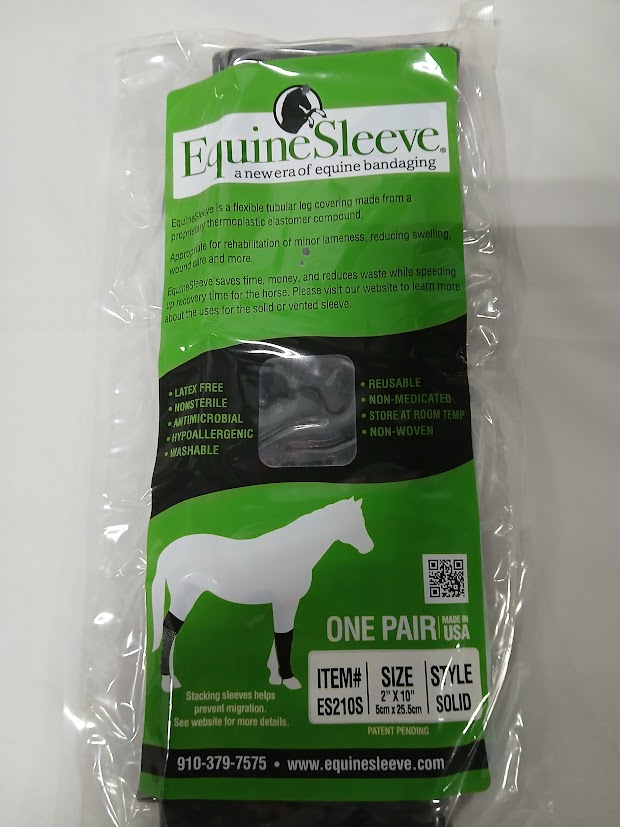 EquineSleeve®
a new era of equine bandaging
EquineSleeve is a flexible tubular leg covering made from a
proprietary thermoplastic elastomer compound.
Appropriate for rehabilitation of minor lameness, reducing swelling,
wound care and more.
EquineSleeve saves time, money, and reduces waste while speeding
up recovery time for the horse. Please visit our website to learn more
about the uses for the solid or vented sleeve.
• LATEX FREE
• NONSTERILE
• ANTIMICROBIAL
• HYPOALLERGENIC
• WASHABLE
• REUSABLE
• NON-MEDICATED
• STORE AT ROOM TEMP
• NON-WOVEN
ONE PAIR
MADE IN
USA
ITEM#
ES210S
SIZE
2" X 10"
5cm x 25.5cm
STYLE
SOLID
Stacking sleeves helps
prevent migration.
See website for more details.
PATENT PENDING
910-379-7575 • www.equinesleeve.com